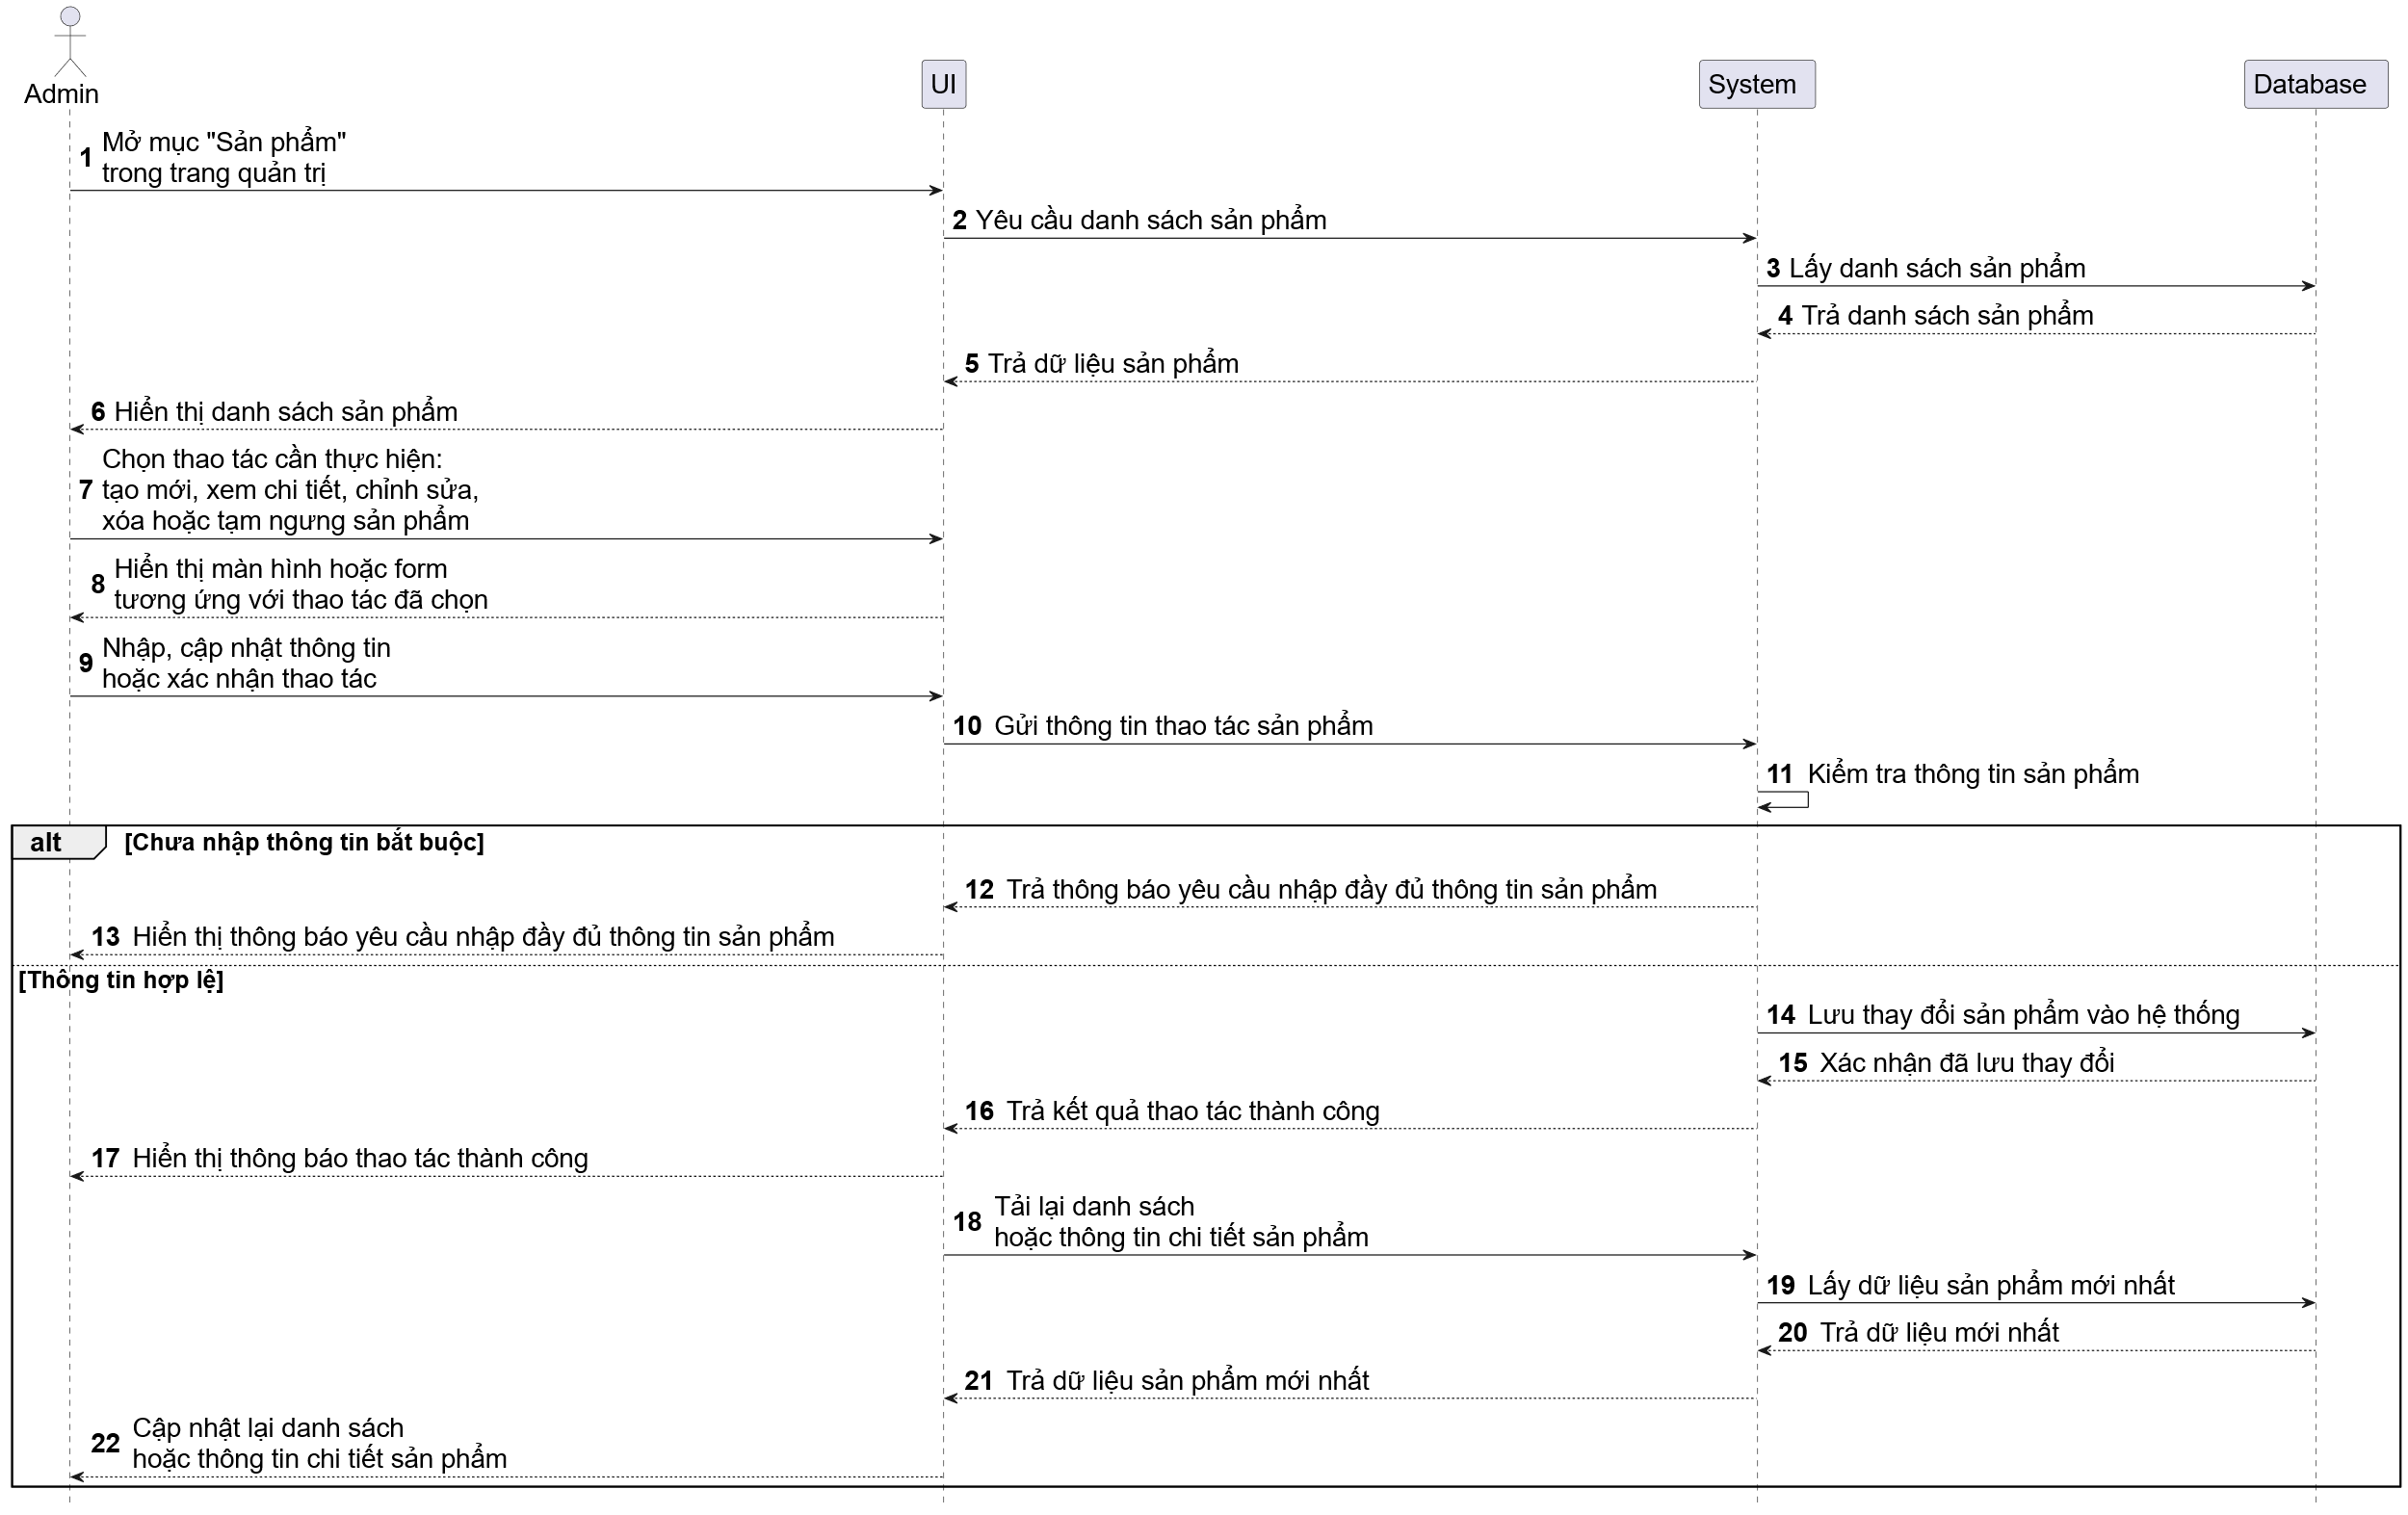 Admin
UI
System
Database
1 Mở mục "Sản phẩm"
trong trang quản trị
2 Yêu cầu danh sách sản phẩm
3 Lấy danh sách sản phẩm
4 Trả danh sách sản phẩm
5 Trả dữ liệu sản phẩm
6 Hiển thị danh sách sản phẩm
Chọn thao tác cần thực hiện:
7 tạo mới, xem chi tiết, chỉnh sửa,
xóa hoặc tạm ngưng sản phẩm
8 Hiển thị màn hình hoặc form
tương ứng với thao tác đã chọn
9 Nhập, cập nhật thông tin
hoặc xác nhận thao tác
10 Gửi thông tin thao tác sản phẩm
11 Kiểm tra thông tin sản phẩm
alt [Chưa nhập thông tin bắt buộc]
12 Trả thông báo yêu cầu nhập đầy đủ thông tin sản phẩm
13 Hiển thị thông báo yêu cầu nhập đầy đủ thông tin sản phẩm
[Thông tin hợp lệ]
14 Lưu thay đổi sản phẩm vào hệ thống
15 Xác nhận đã lưu thay đổi
16 Trả kết quả thao tác thành công
17 Hiển thị thông báo thao tác thành công
18 Tải lại danh sách
hoặc thông tin chi tiết sản phẩm
19 Lấy dữ liệu sản phẩm mới nhất
20 Trả dữ liệu mới nhất
21 Trả dữ liệu sản phẩm mới nhất
22 Cập nhật lại danh sách
hoặc thông tin chi tiết sản phẩm